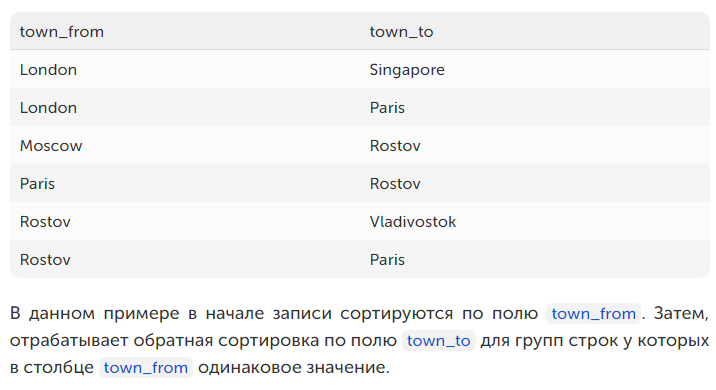 town_from town_to
London Singapore
London Paris
Moscow Rostov
Paris Rostov
Rostov Vladivostok
Rostov Paris
В данном примере в начале записи сортируются по полю town_from. Затем,
отрабатывает обратная сортировка по полю town_to для групп строк у которых
в столбце town_from одинаковое значение.